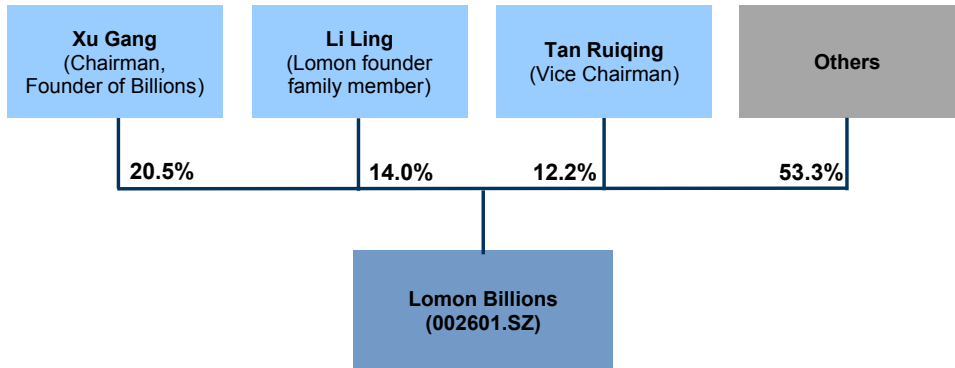 Xu Gang
(Chairman,
Founder of Billions)
Li Ling
(Lomon founder
family member)
Tan Ruiqing
(Vice Chairman)
Others
20.5%
14.0%
12.2%
53.3%
Lomon Billions
(002601.SZ)